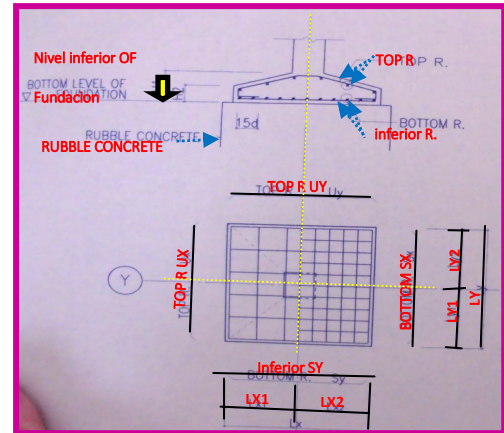 Nivel inferior OF
TOP R
TOP R.
BOTTOM LEVEL OF
FOUNDATION
Fundacion
15d
BOTTOM R.
inferior R.
RUBBLE CONCRETE
RUBBLE CONCRETE
TOP R UY
TOP R Uy
TOP R UX
Y
BOTTOM SX
LY2
LY1
LY
Inferior SY
BOTTOM R. Sy
LX1
LX2
Lx